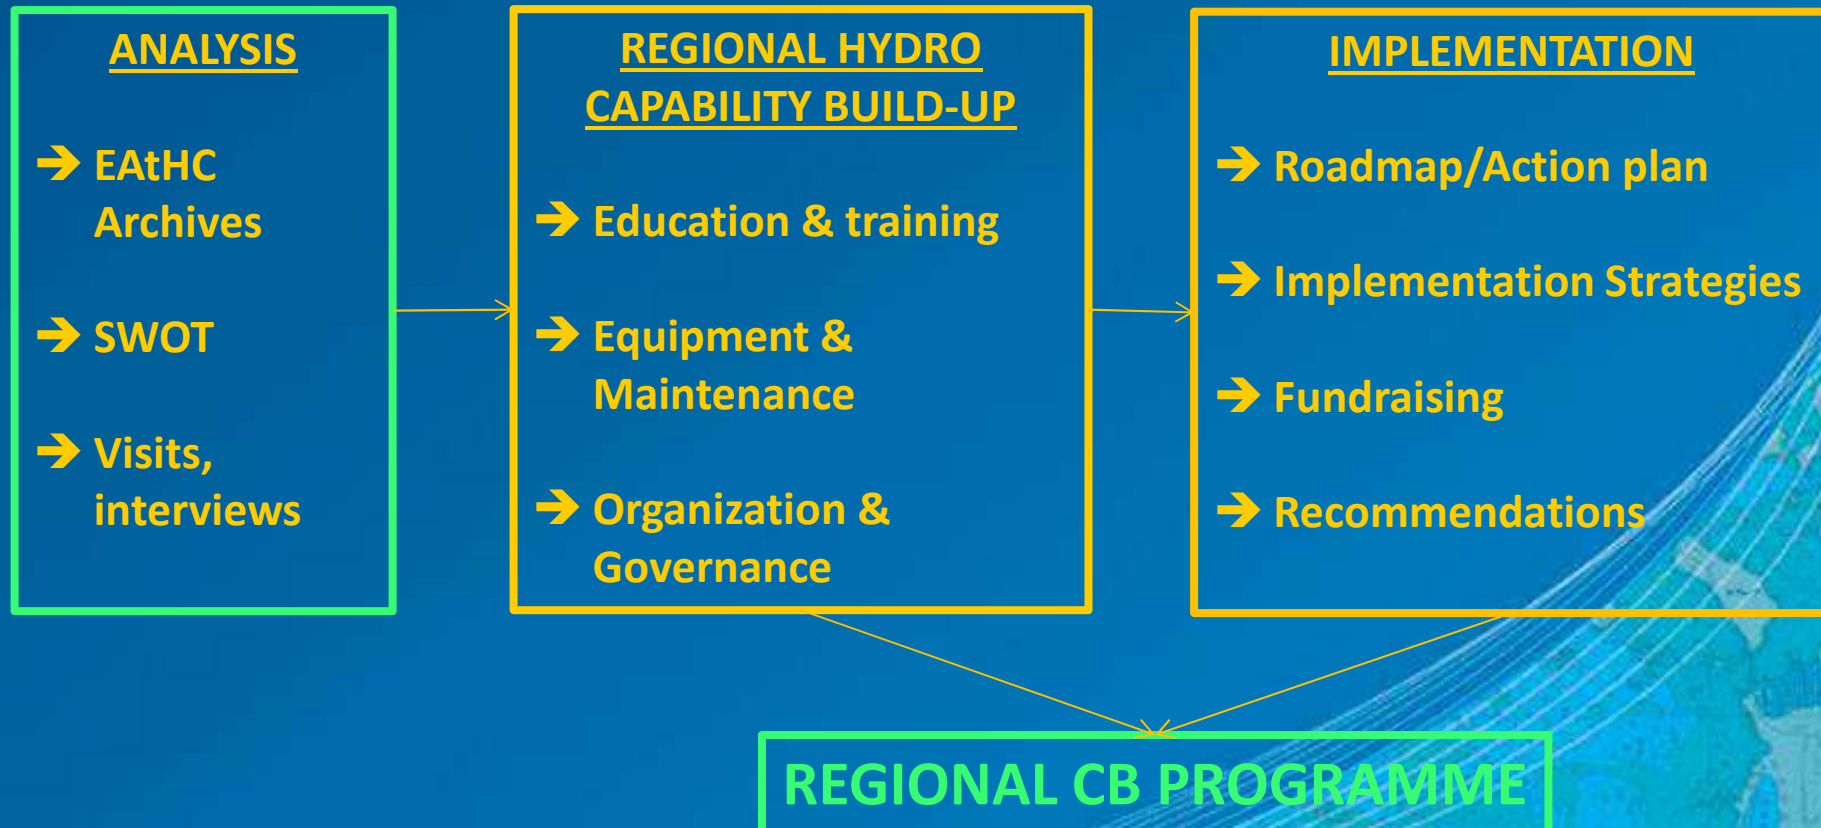 ANALYSIS
➔ EAtHC
Archives
➔ SWOT
➔ Visits,
interviews
REGIONAL HYDRO
CAPABILITY BUILD-UP
➔ Education & training
➔ Equipment &
Maintenance
➔ Organization &
Governance
IMPLEMENTATION
➔ Roadmap/Action plan
➔ Implementation Strategies
➔ Fundraising
➔ Recommendations
REGIONAL CB PROGRAMME